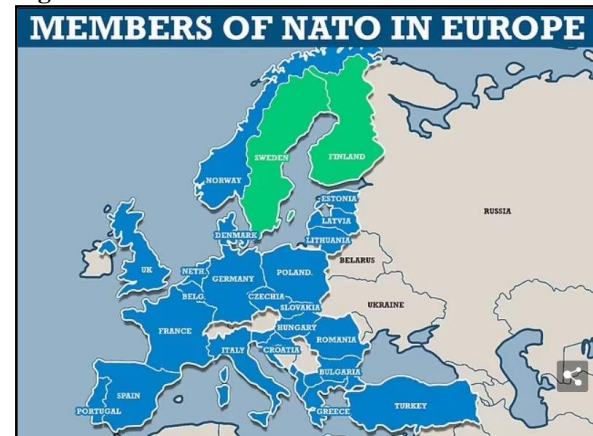 MEMBERS OF NATO IN EUROPE
SWEDEN
FINLAND
NORWAY
RUSSIA
ESTONIA
LATVIA
DENMARK
LITHUANIA
BELARUS
UK
NETH.
GERMANY
POLAND.
BELG.
CZECHIA
SLOVAKIA
UKRAINE
FRANCE
HUNGARY
ROMANIA
ITALY
CROATIA
BULGARIA
SPAIN
PORTUGAL
GREECE
TURKEY